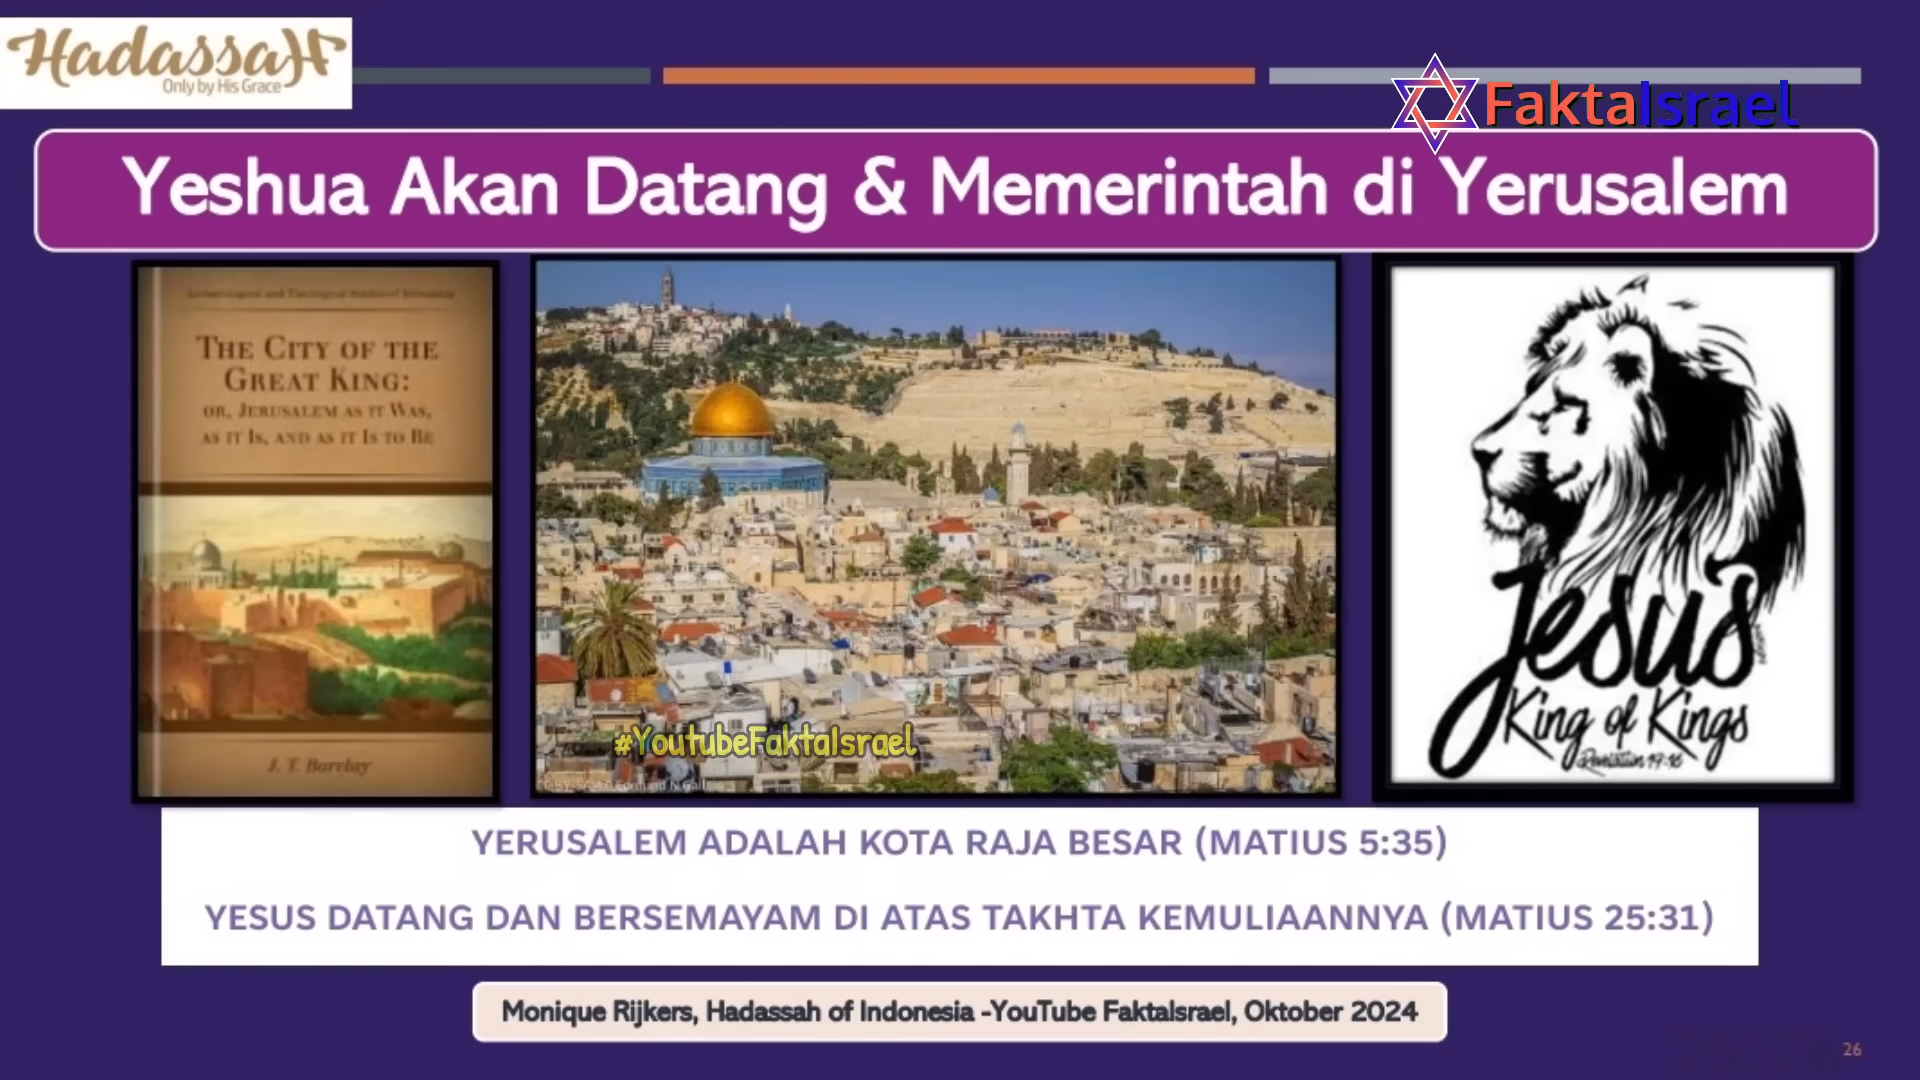 Hadassah
Only by His Grace
FaktaIsrael
Yeshua Akan Datang & Memerintah di Yerusalem
THE CITY OF THE
GREAT KING:
OR, JERUSALEM AS IT WAS,
AS IT IS, AND AS IT IS TO BE
J. T. Barclay
#YoutubeFaktaIsrael
Jesus
King of Kings
Revelation 19:16
YERUSALEM ADALAH KOTA RAJA BESAR (MATIUS 5:35)
YESUS DATANG DAN BERSEMAYAM DI ATAS TAKHTA KEMULIAANNYA (MATIUS 25:31)
Monique Rijkers, Hadassah of Indonesia -YouTube FaktaIsrael, Oktober 2024
26